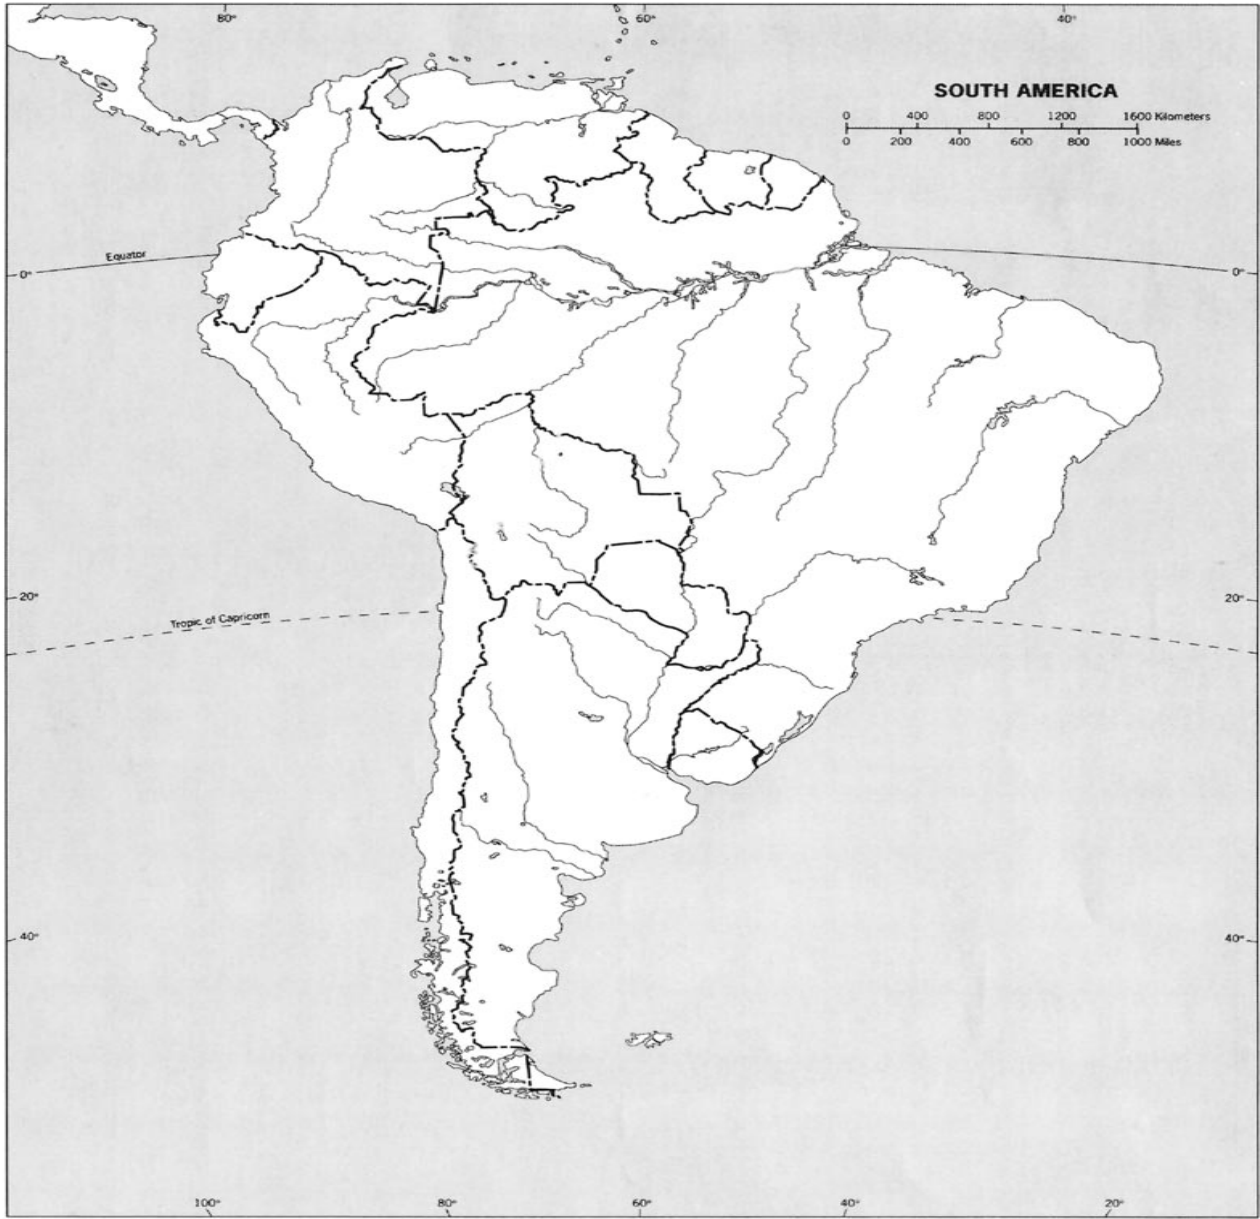 80° 60° 40°
SOUTH AMERICA
0 400 800 1200 1600 Kilometers
0 200 400 600 800 1000 Miles
Equator
0° 0°
20° 20°
Tropic of Capricorn
40° 40°
100° 80° 60° 40° 20°